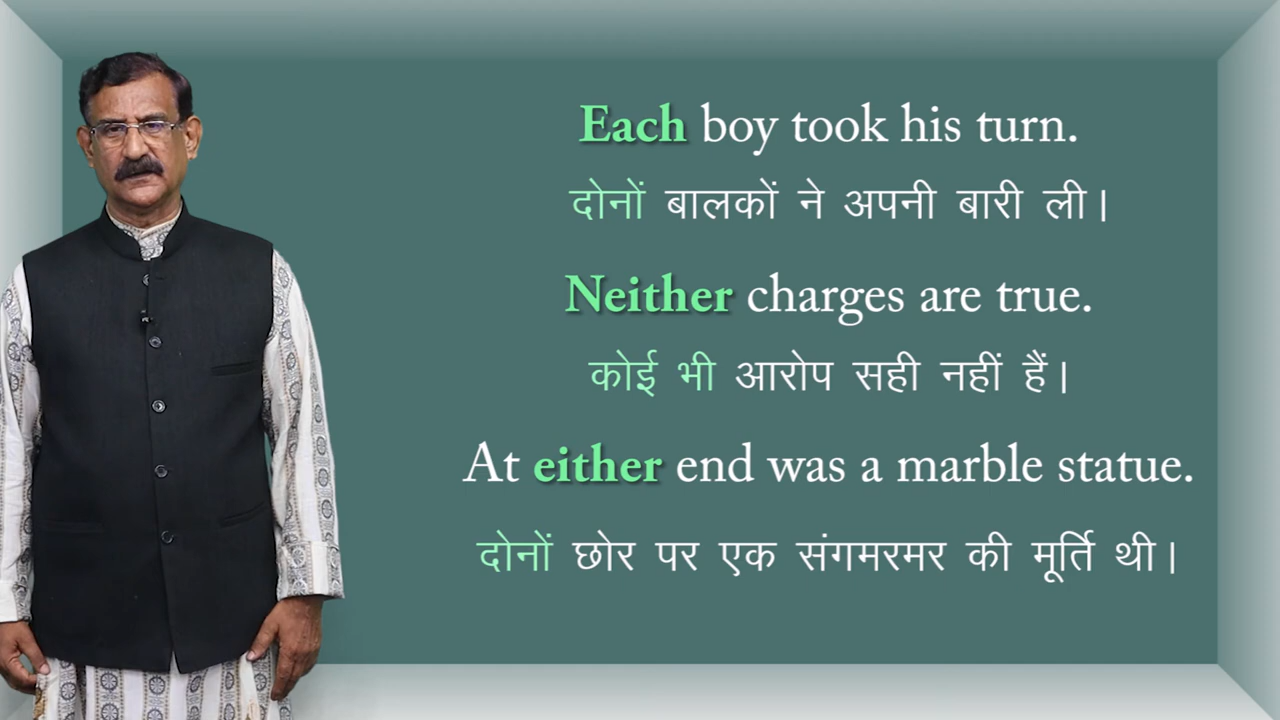 Each boy took his turn.
दोनों बालकों ने अपनी बारी ली।
Neither charges are true.
कोई भी आरोप सही नहीं हैं।
At either end was a marble statue.
दोनों छोर पर एक संगमरमर की मूर्ति थी।